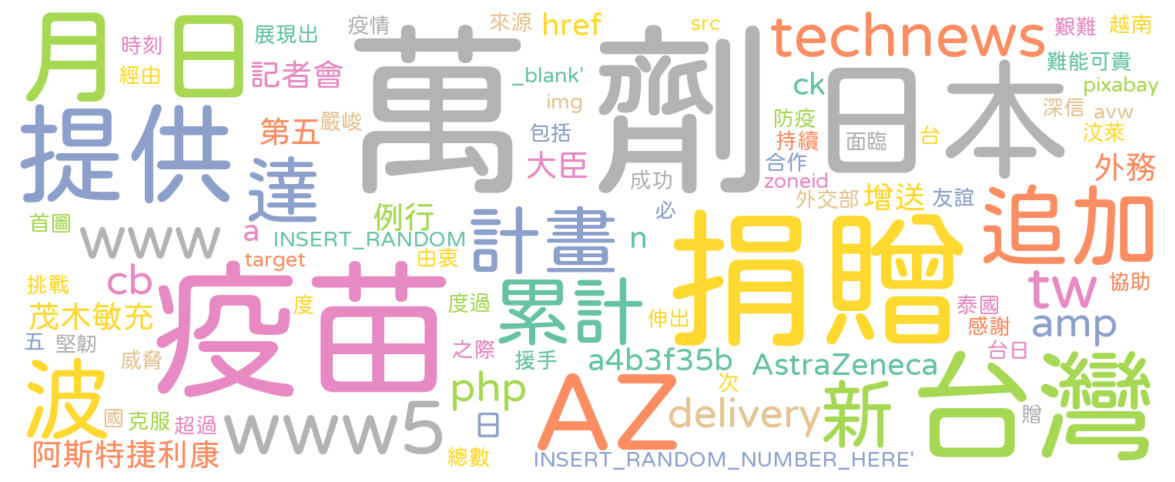 月日
時刻
經由
展現出
記者會
疫情
萬劑
來源
href
src
technews
艱難
越南
難能可貴
pixabay
_blank'
img
ck
深信
avw
提供
第五
嚴峻
包括
防疫
持續
面臨
台
汶萊
日本
達
大臣
成功
合作
zoneid
外務
外交部
增送
友誼
首圖
www
a
例行
INSERT_RANDOM
計畫
必
n
捐贈
追加
target
由衷
挑戰
cb
疫苗
度
度過
累計
伸出
泰國
tw
協助
茂木敏充
感謝
amp
五
堅韌
威脅
之際
援手
a4b3f35b
AstraZeneca
台日
波
php
AZ
次
delivery
新
台灣
國
克服
超過
www5
日
贈
阿斯特捷利康
總數
INSERT_RANDOM_NUMBER_HERE'